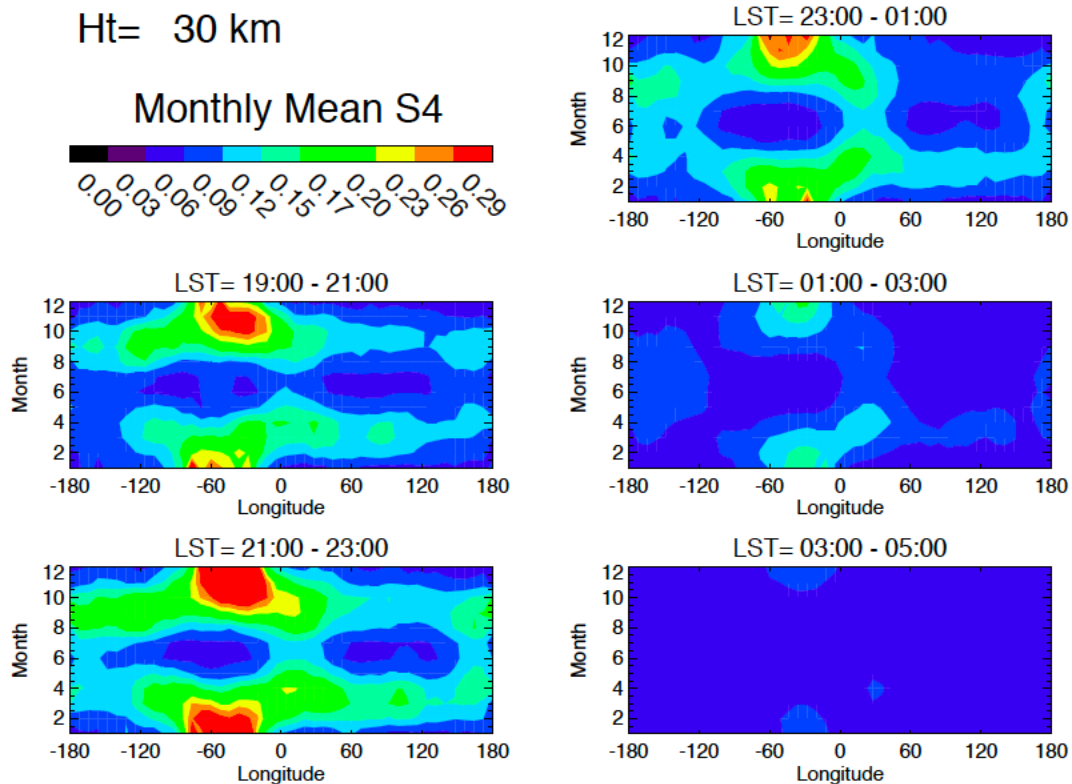 Ht= 30 km
Monthly Mean S4
0.00 0.03 0.06 0.09 0.12 0.15 0.17 0.20 0.23 0.26 0.29
LST= 23:00 - 01:00
12
10
8
6
4
2
Month
-180 -120 -60 0 60 120 180
Longitude
LST= 19:00 - 21:00
12
10
8
6
4
2
Month
-180 -120 -60 0 60 120 180
Longitude
LST= 01:00 - 03:00
12
10
8
6
4
2
Month
-180 -120 -60 0 60 120 180
Longitude
LST= 21:00 - 23:00
12
10
8
6
4
2
Month
-180 -120 -60 0 60 120 180
Longitude
LST= 03:00 - 05:00
12
10
8
6
4
2
Month
-180 -120 -60 0 60 120 180
Longitude